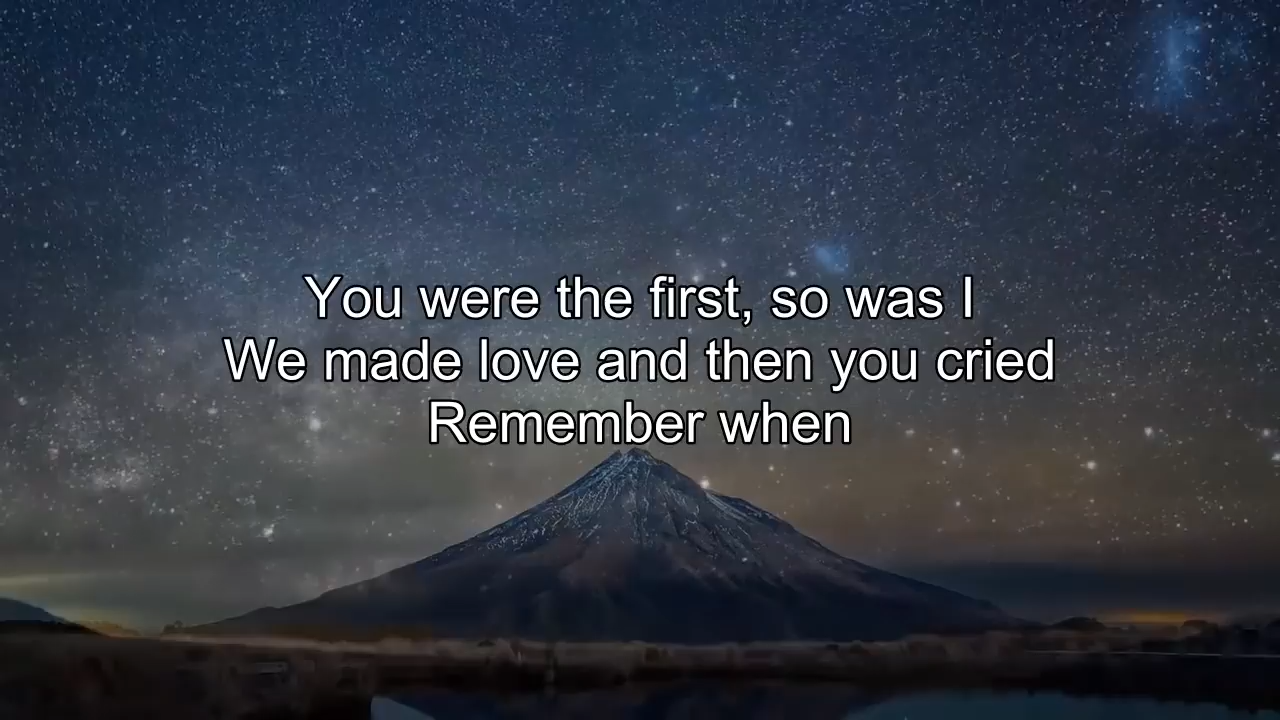 You were the first, so was I
We made love and then you cried
Remember when